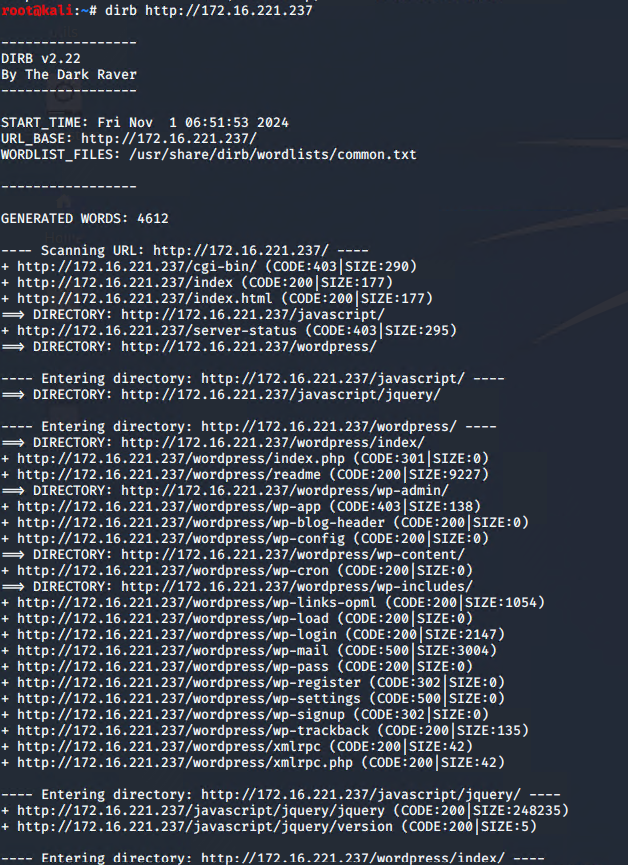 root@kali:~# dirb http://172.16.221.237
-----------------
DIRB v2.22
By The Dark Raver
-----------------
START_TIME: Fri Nov  1 06:51:53 2024
URL_BASE: http://172.16.221.237/
WORDLIST_FILES: /usr/share/dirb/wordlists/common.txt
-----------------
GENERATED WORDS: 4612
---- Scanning URL: http://172.16.221.237/ ----
+ http://172.16.221.237/cgi-bin/ (CODE:403|SIZE:290)
+ http://172.16.221.237/index (CODE:200|SIZE:177)
+ http://172.16.221.237/index.html (CODE:200|SIZE:177)
==> DIRECTORY: http://172.16.221.237/javascript/
+ http://172.16.221.237/server-status (CODE:403|SIZE:295)
==> DIRECTORY: http://172.16.221.237/wordpress/
---- Entering directory: http://172.16.221.237/javascript/ ----
==> DIRECTORY: http://172.16.221.237/javascript/jquery/
---- Entering directory: http://172.16.221.237/wordpress/ ----
==> DIRECTORY: http://172.16.221.237/wordpress/index/
+ http://172.16.221.237/wordpress/index.php (CODE:301|SIZE:0)
+ http://172.16.221.237/wordpress/readme (CODE:200|SIZE:9227)
==> DIRECTORY: http://172.16.221.237/wordpress/wp-admin/
+ http://172.16.221.237/wordpress/wp-app (CODE:403|SIZE:138)
+ http://172.16.221.237/wordpress/wp-blog-header (CODE:200|SIZE:0)
+ http://172.16.221.237/wordpress/wp-config (CODE:200|SIZE:0)
==> DIRECTORY: http://172.16.221.237/wordpress/wp-content/
+ http://172.16.221.237/wordpress/wp-cron (CODE:200|SIZE:0)
==> DIRECTORY: http://172.16.221.237/wordpress/wp-includes/
+ http://172.16.221.237/wordpress/wp-links-opml (CODE:200|SIZE:1054)
+ http://172.16.221.237/wordpress/wp-load (CODE:200|SIZE:0)
+ http://172.16.221.237/wordpress/wp-login (CODE:200|SIZE:2147)
+ http://172.16.221.237/wordpress/wp-mail (CODE:500|SIZE:3004)
+ http://172.16.221.237/wordpress/wp-pass (CODE:200|SIZE:0)
+ http://172.16.221.237/wordpress/wp-register (CODE:302|SIZE:0)
+ http://172.16.221.237/wordpress/wp-settings (CODE:500|SIZE:0)
+ http://172.16.221.237/wordpress/wp-signup (CODE:302|SIZE:0)
+ http://172.16.221.237/wordpress/wp-trackback (CODE:200|SIZE:135)
+ http://172.16.221.237/wordpress/xmlrpc (CODE:200|SIZE:42)
+ http://172.16.221.237/wordpress/xmlrpc.php (CODE:200|SIZE:42)
---- Entering directory: http://172.16.221.237/javascript/jquery/ ----
+ http://172.16.221.237/javascript/jquery/jquery (CODE:200|SIZE:248235)
+ http://172.16.221.237/javascript/jquery/version (CODE:200|SIZE:5)
---- Entering directory: http://172.16.221.237/wordpress/index/ ----